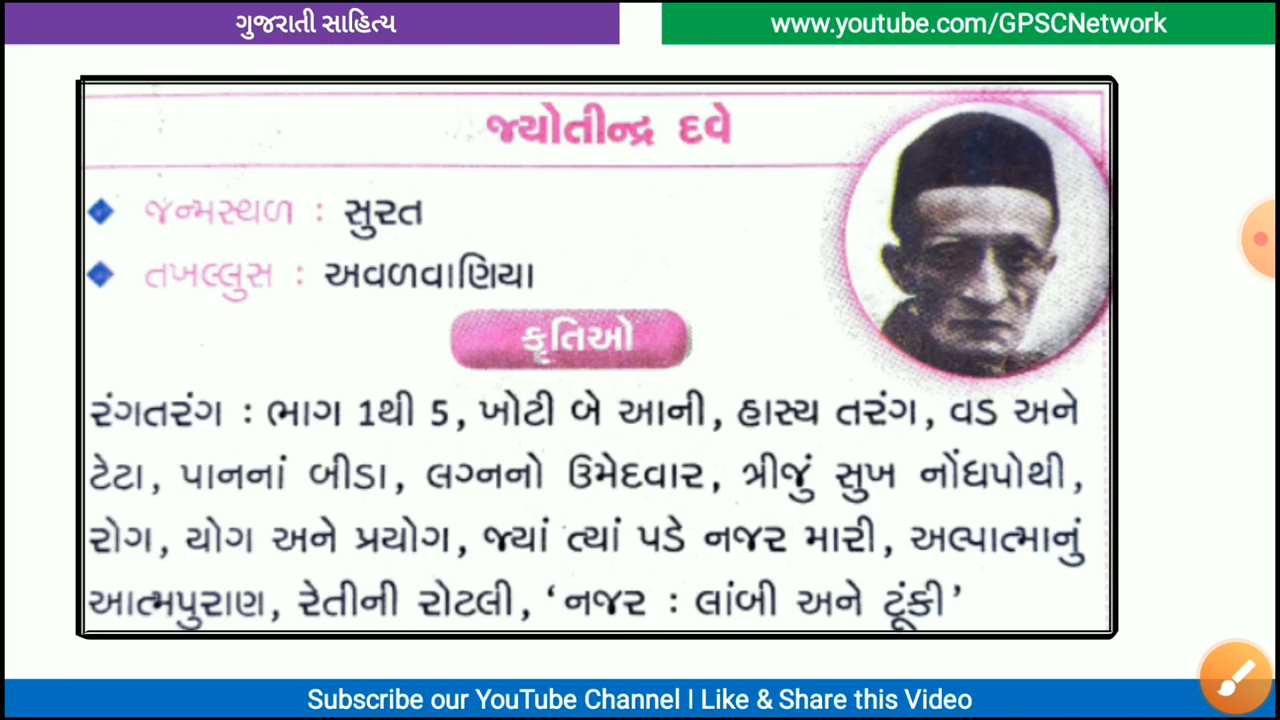 ગુજરાતી સાહિત્ય
www.youtube.com/GPSCNetwork
જ્યોતીન્દ્ર દવે
જન્મસ્થળ : સુરત
તખલ્લુસ : અવળવાણિયા
કૃતિઓ
રંગતરંગ : ભાગ 1થી 5, ખોટી બે આની, હાસ્ય તરંગ, વડ અને
ટેટા, પાનનાં બીડા, લગ્નનો ઉમેદવાર, ત્રીજું સુખ નોંધપોથી,
રોગ, યોગ અને પ્રયોગ, જ્યાં ત્યાં પડે નજર મારી, અલ્પાત્માનું
આત્મપુરાણ, રેતીની રોટલી, ‘નજર : લાંબી અને ટૂંકી’
Subscribe our YouTube Channel I Like & Share this Video